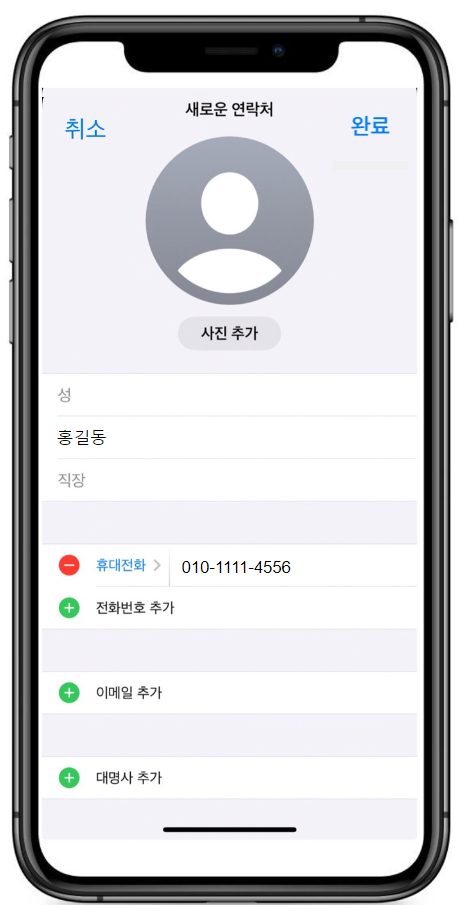 새로운 연락처
취소
완료
사진 추가
성
홍길동
직장
휴대전화 010-1111-4556
전화번호 추가
이메일 추가
대명사 추가